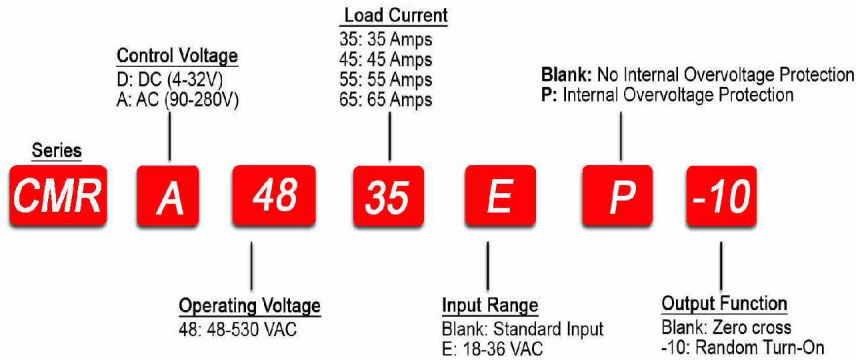 Load Current
35: 35 Amps
45: 45 Amps
55: 55 Amps
65: 65 Amps
Control Voltage
D: DC (4-32V)
A: AC (90-280V)
Blank: No Internal Overvoltage Protection
P: Internal Overvoltage Protection
Series
CMR A 48 35 E P -10
Operating Voltage
48: 48-530 VAC
Input Range
Blank: Standard Input
E: 18-36 VAC
Output Function
Blank: Zero cross
-10: Random Turn-On